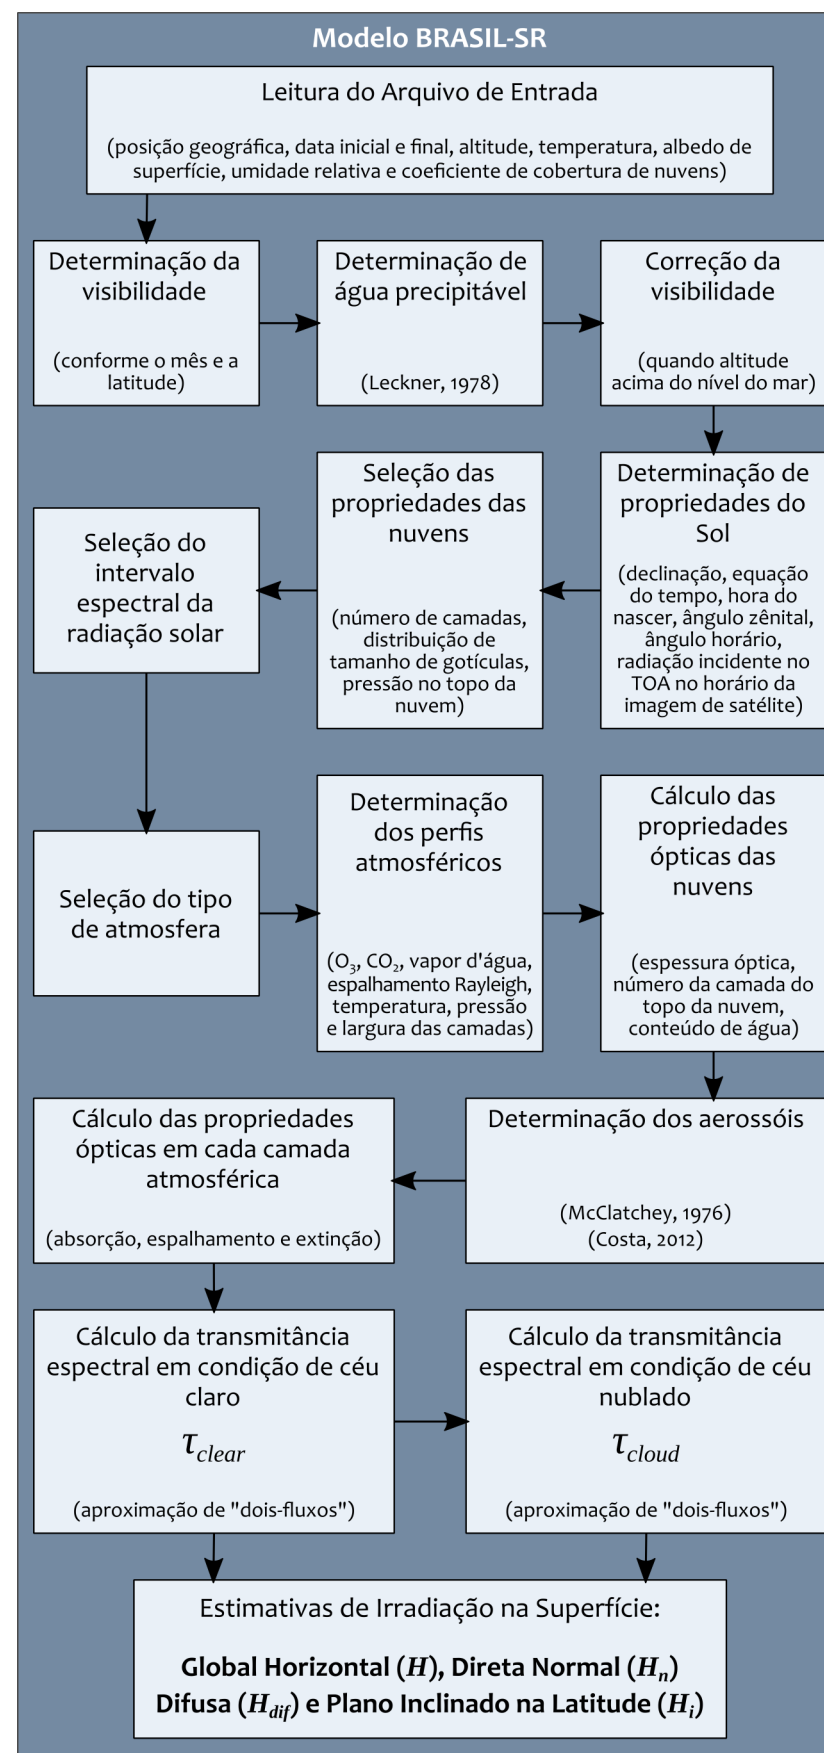 Modelo BRASIL-SR
Leitura do Arquivo de Entrada
(posição geográfica, data inicial e final, altitude, temperatura, albedo de
superfície, umidade relativa e coeficiente de cobertura de nuvens)
Determinação da
visibilidade
(conforme o mês e a
latitude)
Determinação de
água precipitável
(Leckner, 1978)
Correção da
visibilidade
(quando altitude
acima do nível do mar)
Determinação de
propriedades do
Sol
(declinação, equação
do tempo, hora do
nascer, ângulo zênital,
ângulo horário,
radiação incidente no
TOA no horário da
imagem de satélite)
Seleção das
propriedades das
nuvens
(número de camadas,
distribuição de
tamanho de gotículas,
pressão no topo da
nuvem)
Seleção do
intervalo
espectral da
radiação solar
Seleção do tipo
de atmosfera
Determinação
dos perfis
atmosféricos
(O₃, CO₂, vapor d'água,
espalhamento Rayleigh,
temperatura, pressão
e largura das camadas)
Cálculo das
propriedades
ópticas das
nuvens
(espessura óptica,
número da camada do
topo da nuvem,
conteúdo de água)
Determinação dos aerossóis
(McClatchey, 1976)
(Costa, 2012)
Cálculo das propriedades
ópticas em cada camada
atmosférica
(absorção, espalhamento e extinção)
Cálculo da transmitância
espectral em condição de céu
claro
τ_clear
(aproximação de "dois-fluxos")
Cálculo da transmitância
espectral em condição de céu
nublado
τ_cloud
(aproximação de "dois-fluxos")
Estimativas de Irradiação na Superfície:
Global Horizontal (H), Direta Normal (H_n)
Difusa (H_dif) e Plano Inclinado na Latitude (H_i)